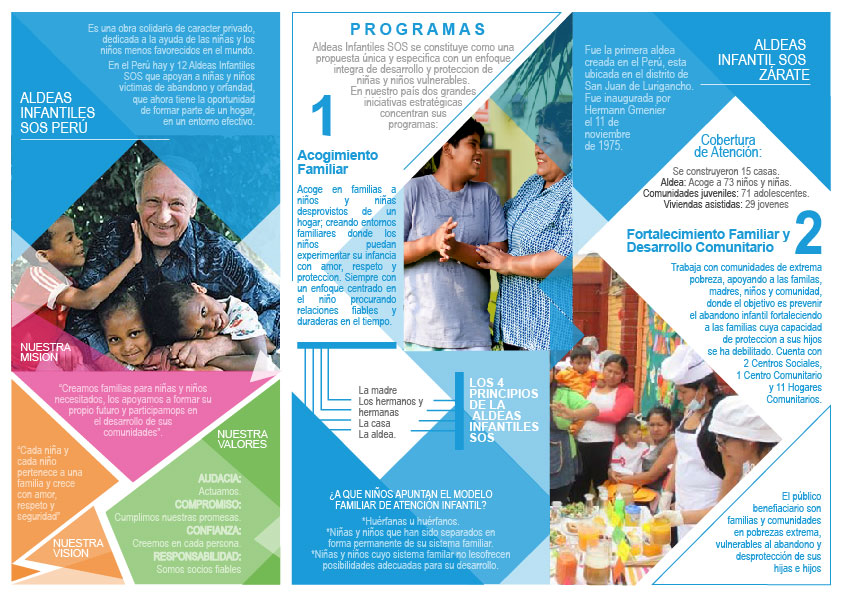 Es una obra solidaria de caracter privado,
dedicada a la ayuda de las niñas y los
niños menos favorecidos en el mundo.
En el Perú hay y 12 Aldeas Infantiles
SOS que apoyan a niñas y niños
víctimas de abandono y orfandad,
que ahora tiene la oportunidad
de formar parte de un hogar,
en un entorno efectivo.
ALDEAS
INFANTILES
SOS PERÚ
NUESTRA
MISION
"Creamos familias para niñas y niños
necesitados, los apoyamos a formar su
propio futuro y participamops en
el desarrollo de sus
comunidades".
"Cada niña y
cada niño
pertenece a una
familia y crece
con amor,
respeto y
seguridad"
NUESTRA
VISION
NUESTRA
VALORES
AUDACIA:
Actuamos.
COMPROMISO:
Cumplimos nuestras promesas.
CONFIANZA:
Creemos en cada persona.
RESPONSABILIDAD:
Somos socios fiables
PROGRAMAS
Aldeas Infantiles SOS se constituye como una
propuesta única y especifica con un enfoque
integra de desarrollo y proteccion de
niñas y niños vulnerables.
En nuestro país dos grandes
iniciativas estratégicas
concentran sus
programas:
1
Acogimiento
Familiar
Acoge en familias a
niños y niñas
desprovistos de un
hogar; creando entornos
familiares donde los
niños puedan
experimentar su infancia
con amor, respeto y
protección. Siempre con
un enfoque centrado en
el niño procurando
relaciones fiables y
duraderas en el tiempo.
La madre
Los hermanos y
hermanas
La casa
La aldea.
LOS 4
PRINCIPIOS
DE LA
ALDEAS
INFANTILES
SOS
¿A QUE NIÑOS APUNTAN EL MODELO
FAMILIAR DE ATENCION INFANTIL?
*Huérfanas u huérfanos.
*Niñas y niños que han sido separados en
forma permanente de su sistema familiar.
*Niñas y niños cuyo sistema familar no lesofrecen
posibilidades adecuadas para su desarrollo.
Fue la primera aldea
creada en el Perú, esta
ubicada en el distrito de
San Juan de Lurigancho.
Fue inaugurada por
Hermann Gmenier
el 11 de
noviembre
de 1975.
ALDEAS
INFANTIL SOS
ZÁRATE
Cobertura
de Atención:
Se construyeron 15 casas.
Aldea: Acoge a 73 niños y niñas.
Comunidades juveniles: 71 adolescentes.
Viviendas asistidas: 29 jovenes
2
Fortalecimiento Familiar y
Desarrollo Comunitario
Trabaja con comunidades de extrema
pobreza, apoyando a las familas,
madres, niños y comunidad,
donde el objetivo es prevenir
el abandono infantil fortaleciendo
a las familias cuya capacidad
de proteccion a sus hijos
se ha debilitado. Cuenta con
2 Centros Sociales,
1 Centro Comunitario
y 11 Hogares
Comunitarios.
El público
benefiaciario son
familias y comunidades
en pobrezas extrema,
vulnerables al abandono y
desprotección de sus
hijas e hijos